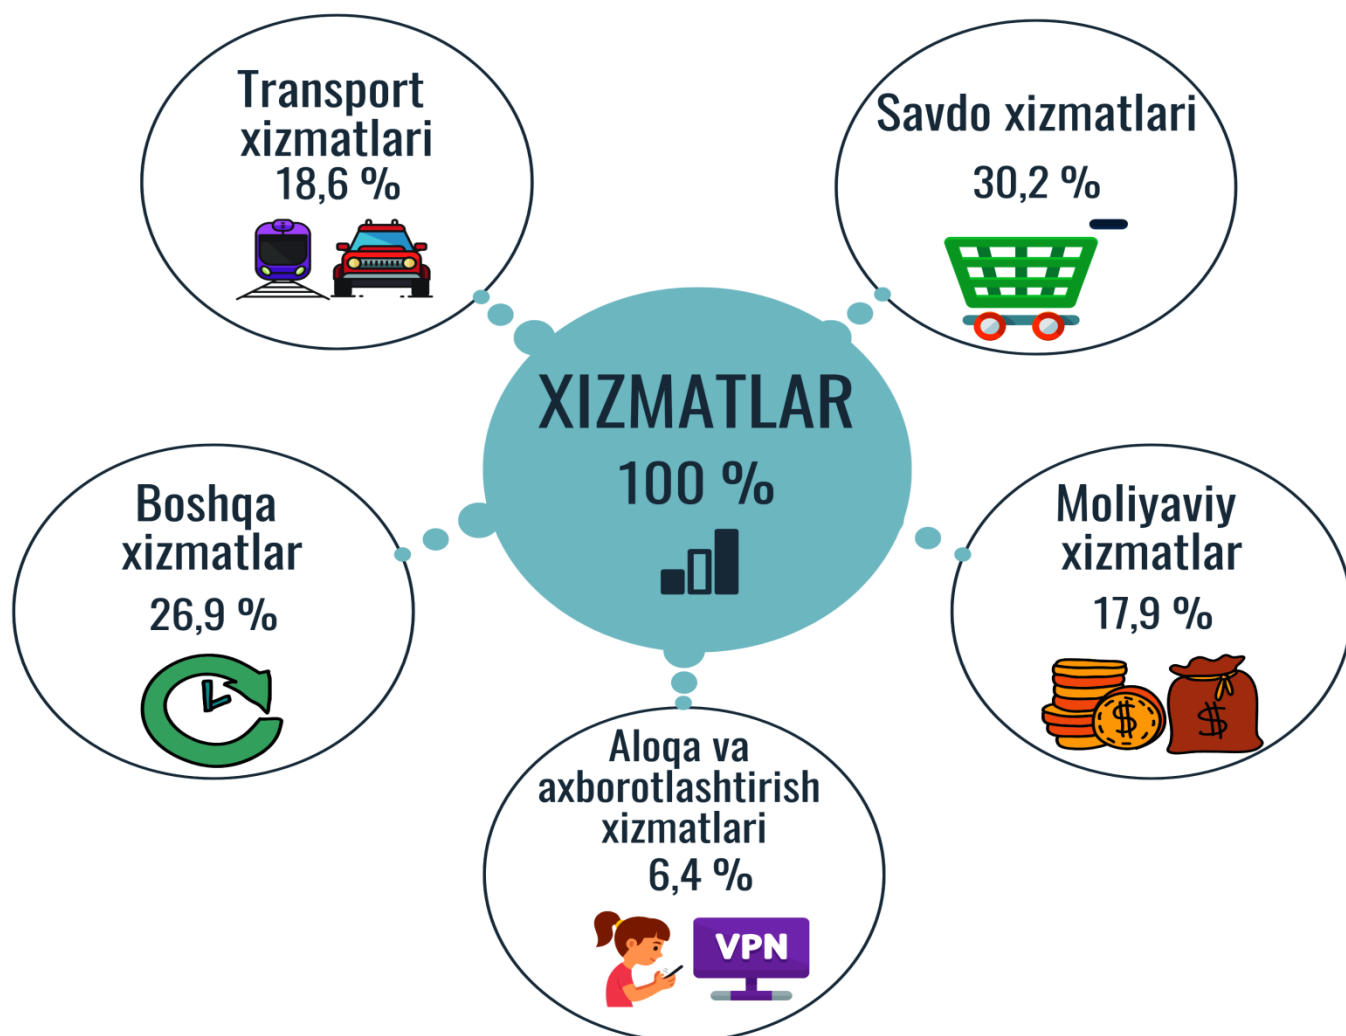 Transport
xizmatlari
18,6 %
Savdo xizmatlari
30,2 %
XIZMATLAR
100 %
Boshqa
xizmatlar
26,9 %
Moliyaviy
xizmatlar
17,9 %
$
$
Aloqa va
axborotlashtirish
xizmatlari
6,4 %
VPN